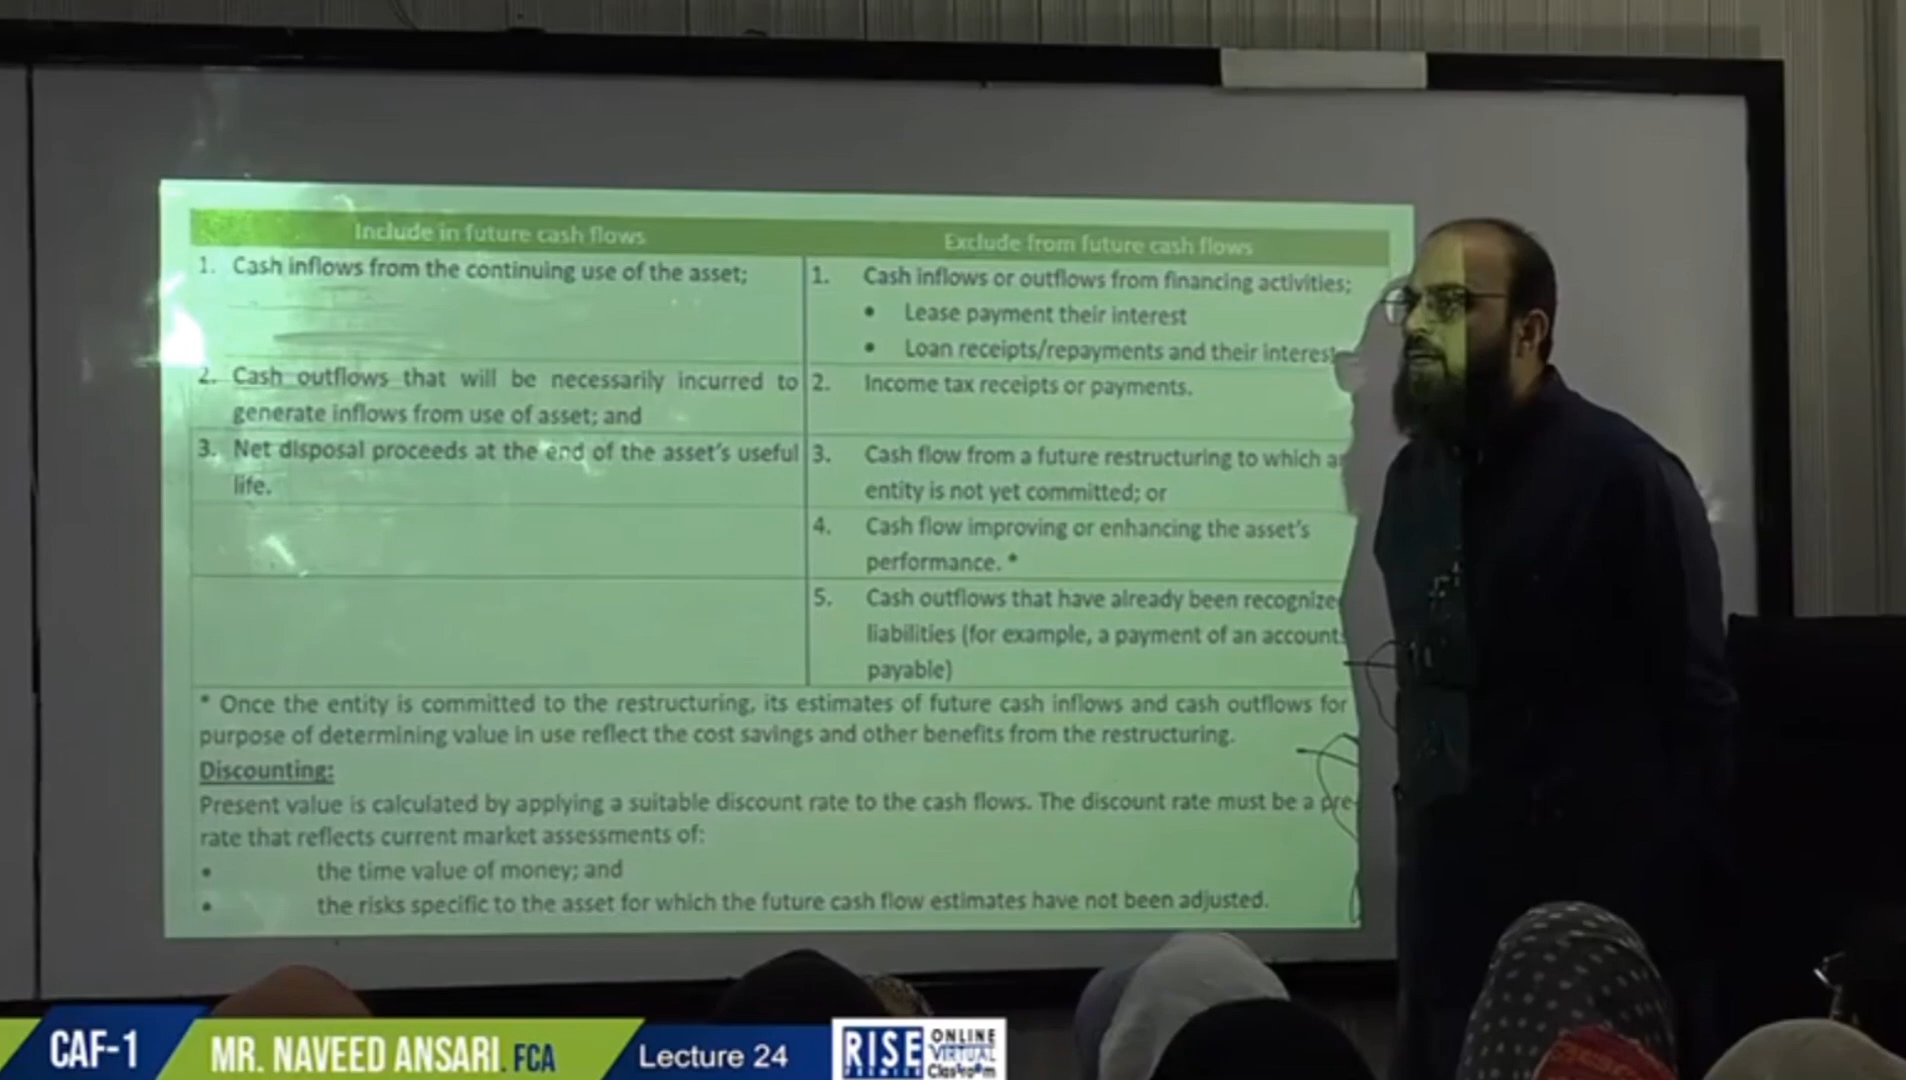 Include in future cash flows
Exclude from future cash flows
1. Cash inflows from the continuing use of the asset;
1. Cash inflows or outflows from financing activities;
• Lease payment their interest
• Loan receipts/repayments and their interest
2. Cash outflows that will be necessarily incurred to
generate inflows from use of asset; and
2. Income tax receipts or payments.
3. Net disposal proceeds at the end of the asset's useful
life.
3. Cash flow from a future restructuring to which
entity is not yet committed; or
4. Cash flow improving or enhancing the asset's
performance. *
5. Cash outflows that have already been recognize
liabilities (for example, a payment of an account
payable)
* Once the entity is committed to the restructuring, its estimates of future cash inflows and cash outflows for
purpose of determining value in use reflect the cost savings and other benefits from the restructuring.
Discounting:
Present value is calculated by applying a suitable discount rate to the cash flows. The discount rate must be a pre-
rate that reflects current market assessments of:
• the time value of money; and
• the risks specific to the asset for which the future cash flow estimates have not been adjusted.
CAF-1
MR. NAVEED ANSARI. FCA
Lecture 24
RISE
ONLINE
VIRTUAL
Classroom